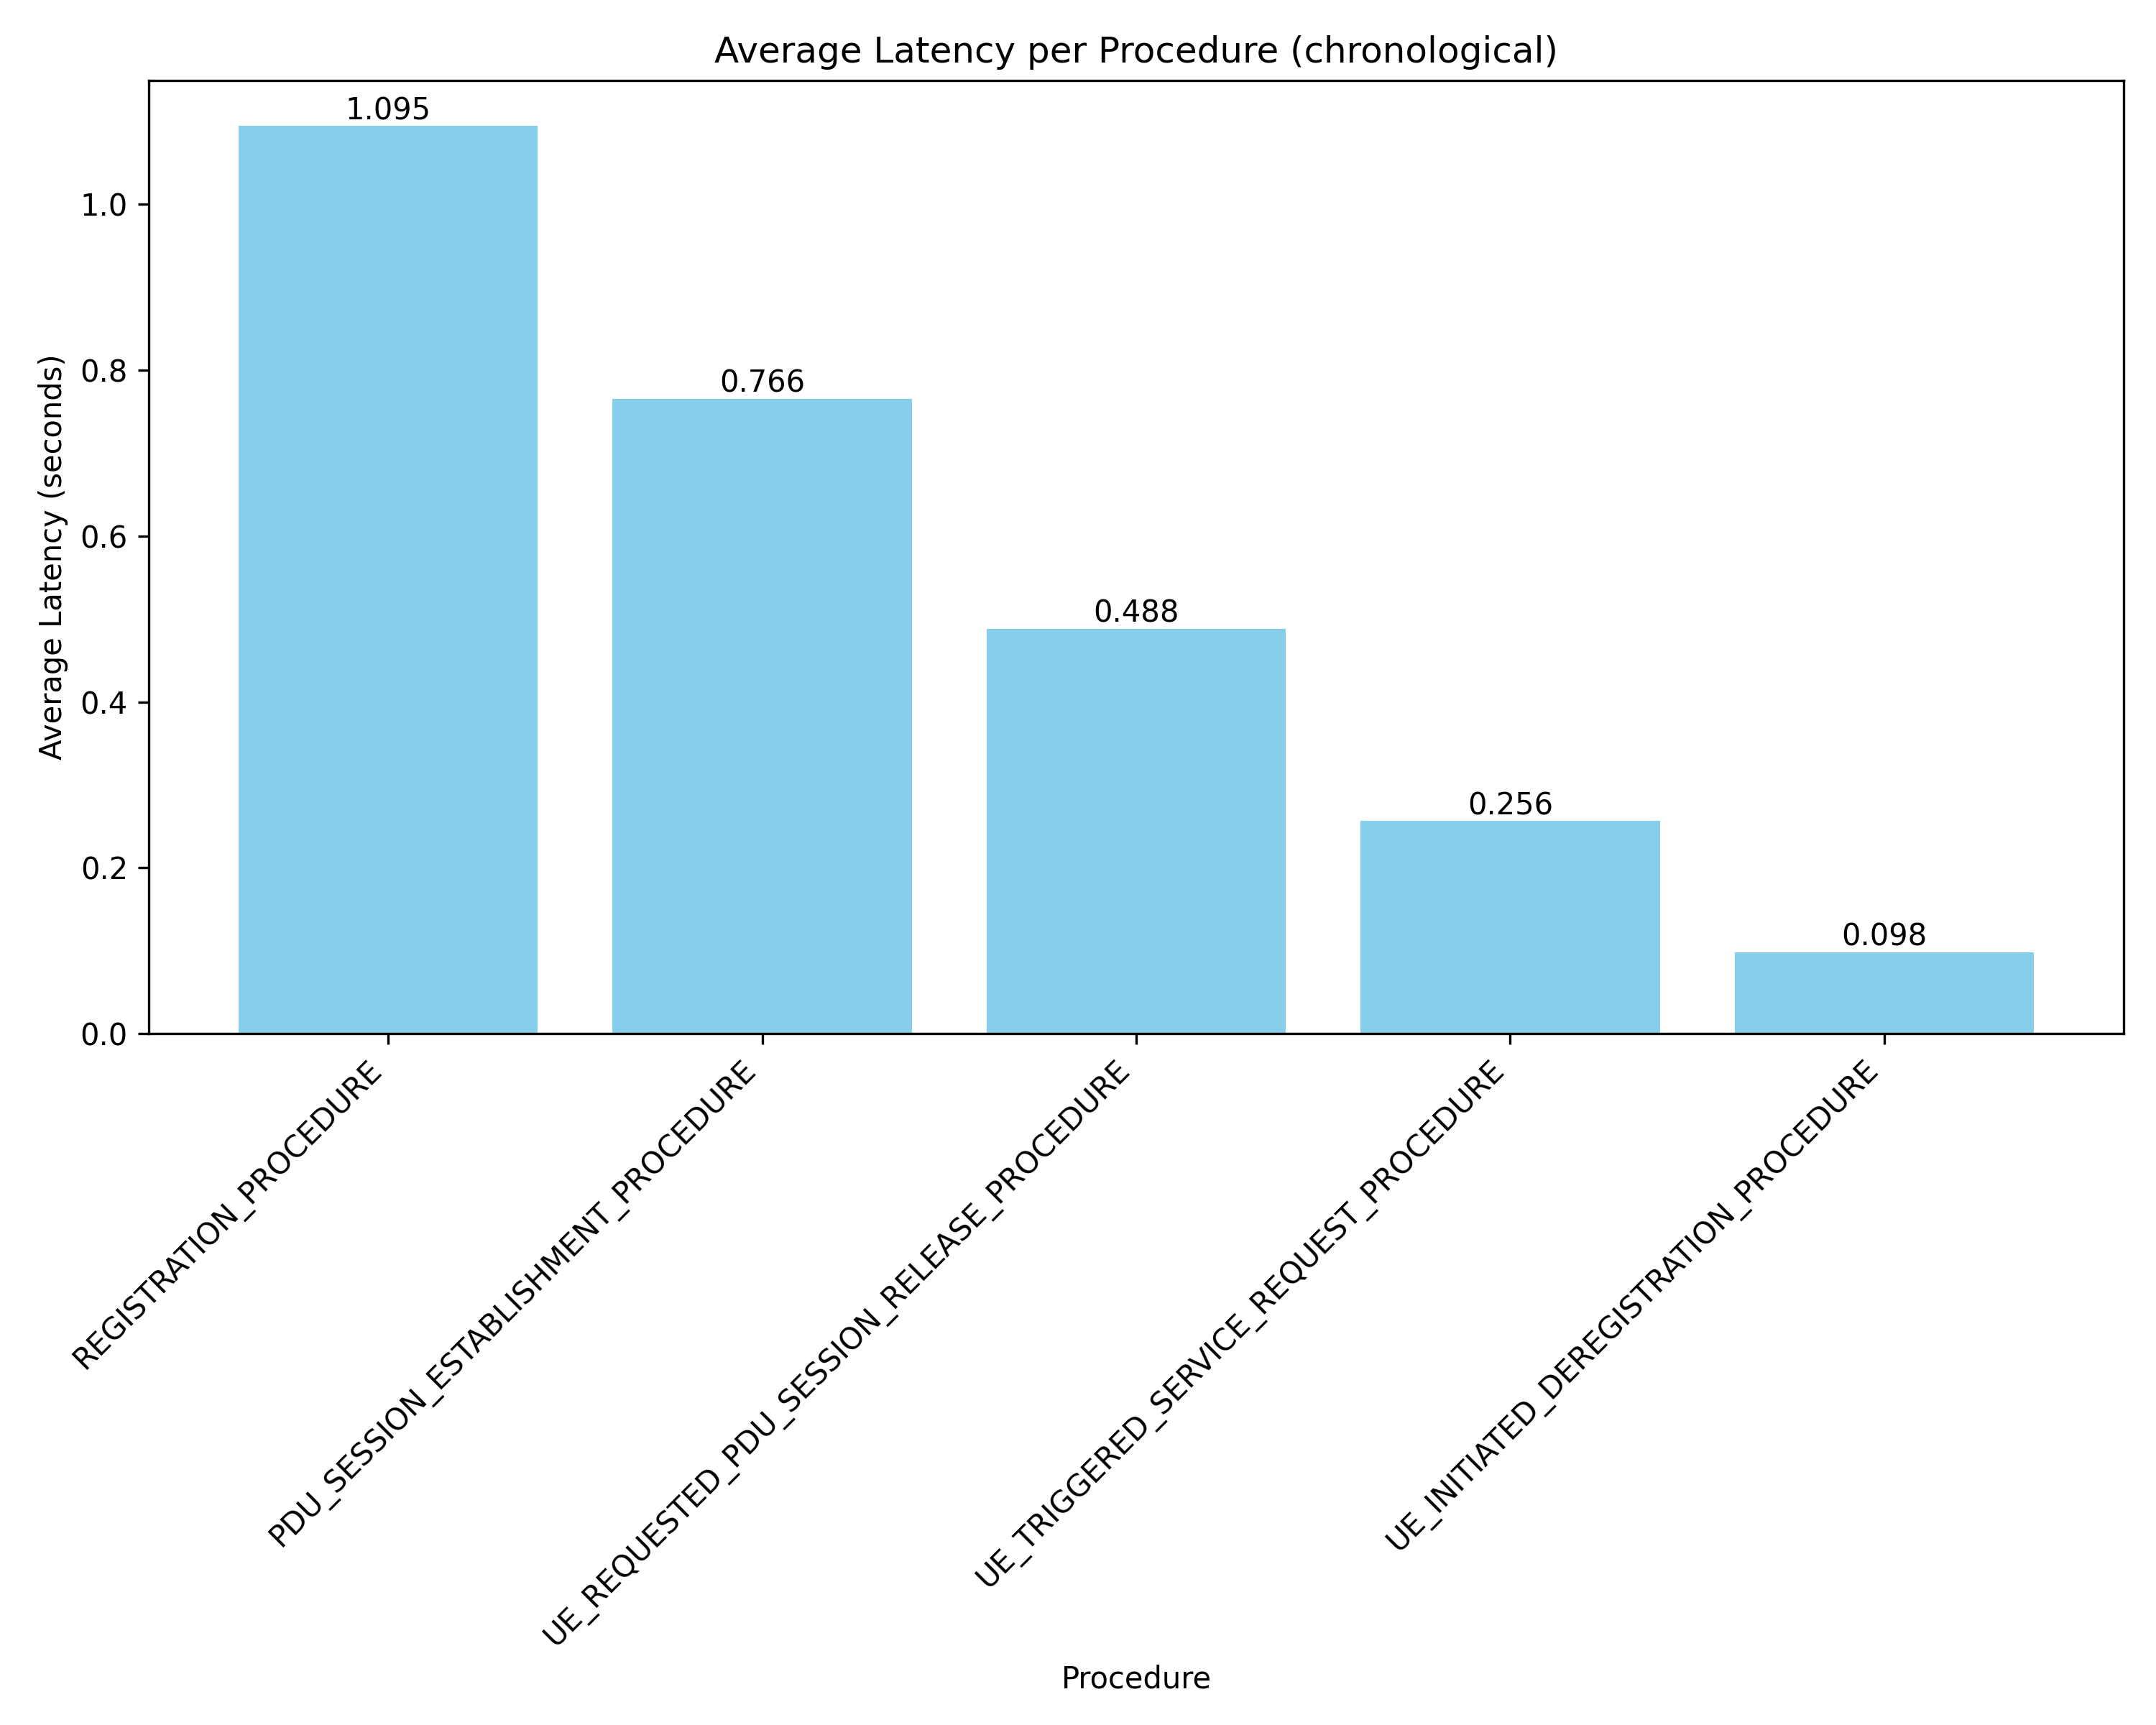 Average Latency per Procedure (chronological)
Average Latency (seconds)
1.0
0.8
0.6
0.4
0.2
0.0
1.095
0.766
0.488
0.256
0.098
REGISTRATION_PROCEDURE
PDU_SESSION_ESTABLISHMENT_PROCEDURE
UE_REQUESTED_PDU_SESSION_RELEASE_PROCEDURE
UE_TRIGGERED_SERVICE_REQUEST_PROCEDURE
UE_INITIATED_DEREGISTRATION_PROCEDURE
Procedure